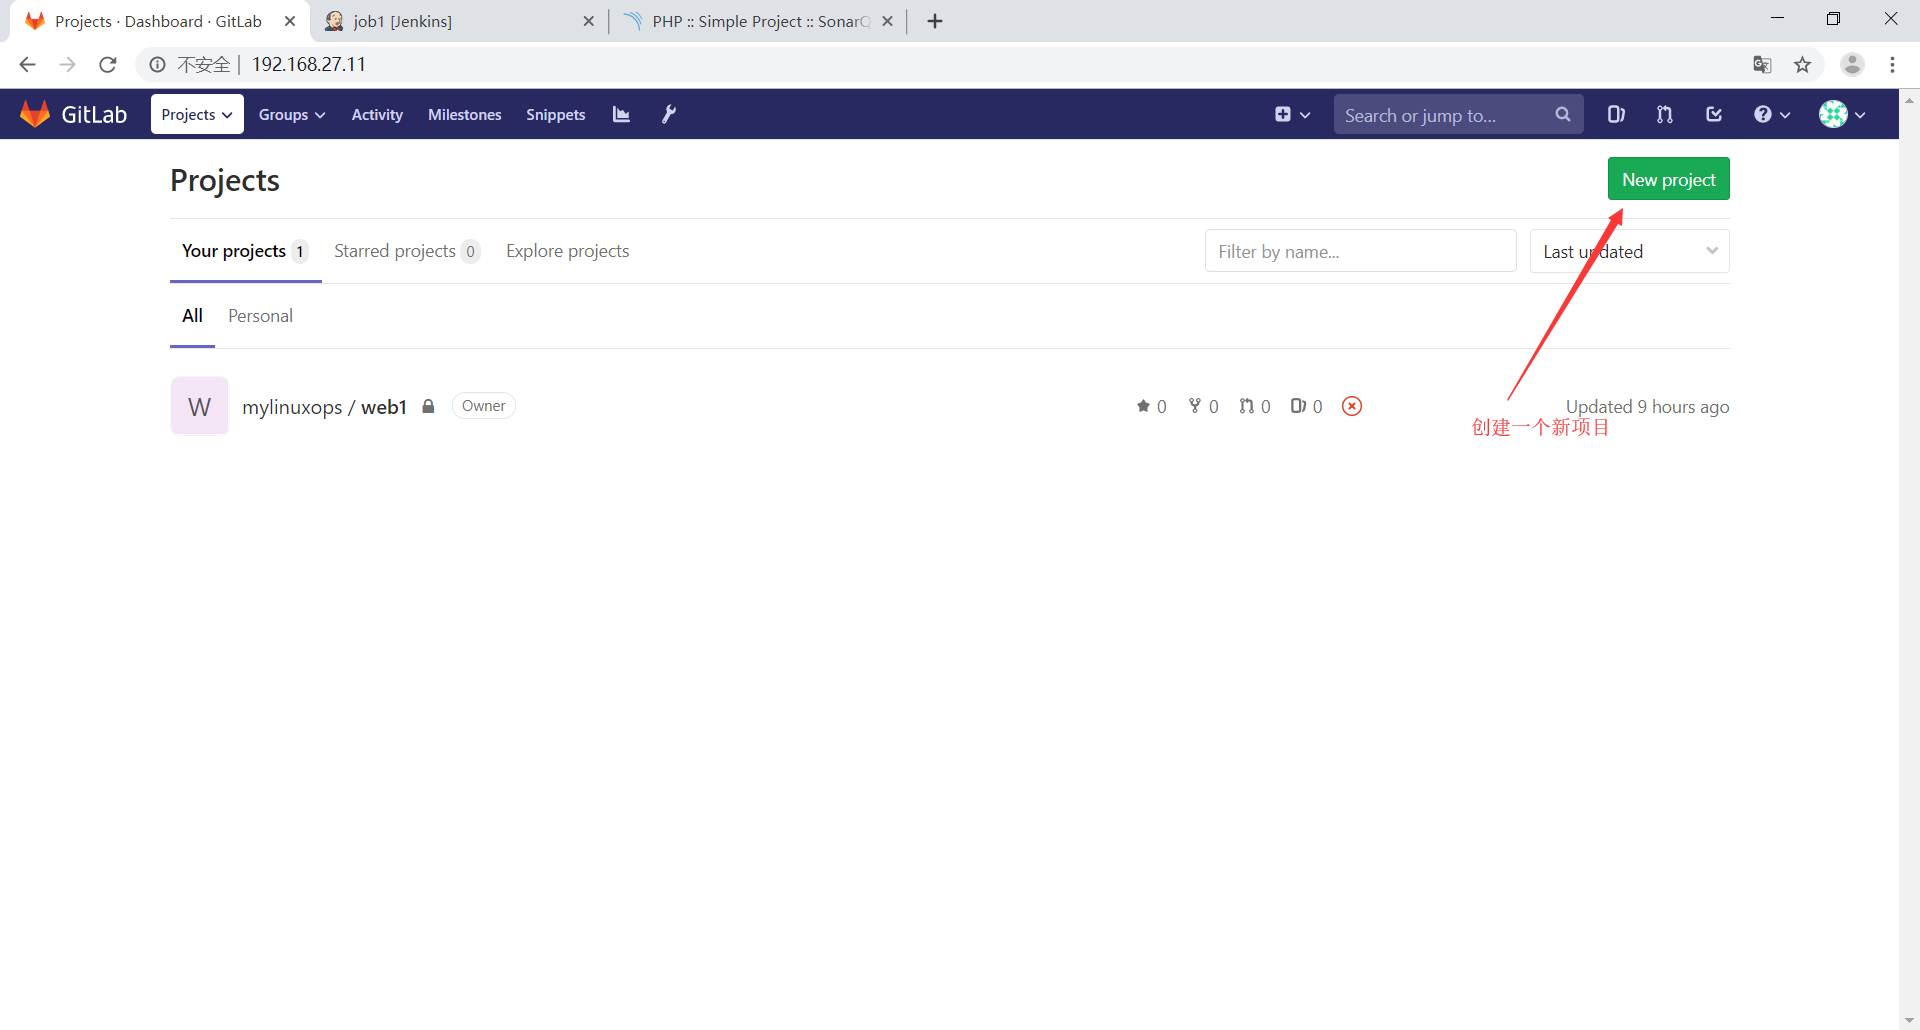 Projects · Dashboard · GitLab
job1 [Jenkins]
PHP :: Simple Project :: SonarQ
不安全 | 192.168.27.11
GitLab Projects Groups Activity Milestones Snippets Search or jump to...
Projects
New project
Your projects 1 Starred projects 0 Explore projects Filter by name... Last updated
All Personal
W mylinuxops / web1 Owner 0 0 0 0 Updated 9 hours ago
创建一个新项目